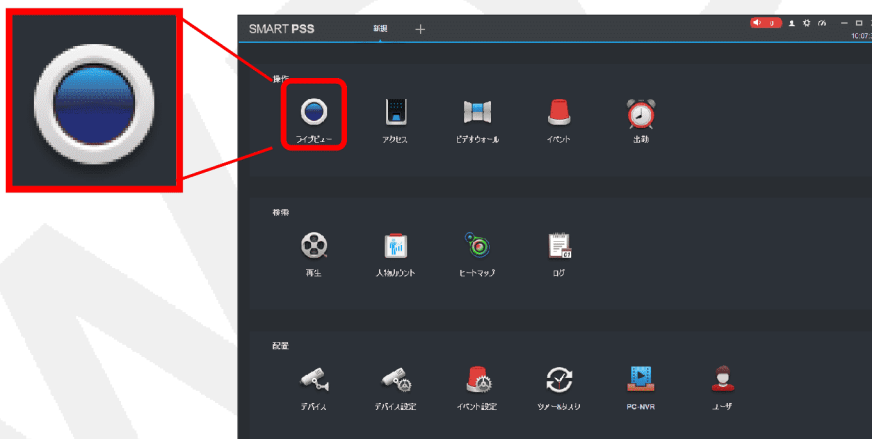 SMART PSS 新規 +
10:07:
操作
ライブビュー アクセス ビデオウォール イベント 出勤
検索
再生 人物カウント ヒートマップ ログ
配置
デバイス デバイス設定 イベント設定 ツアー&タスク PC-NVR ユーザ